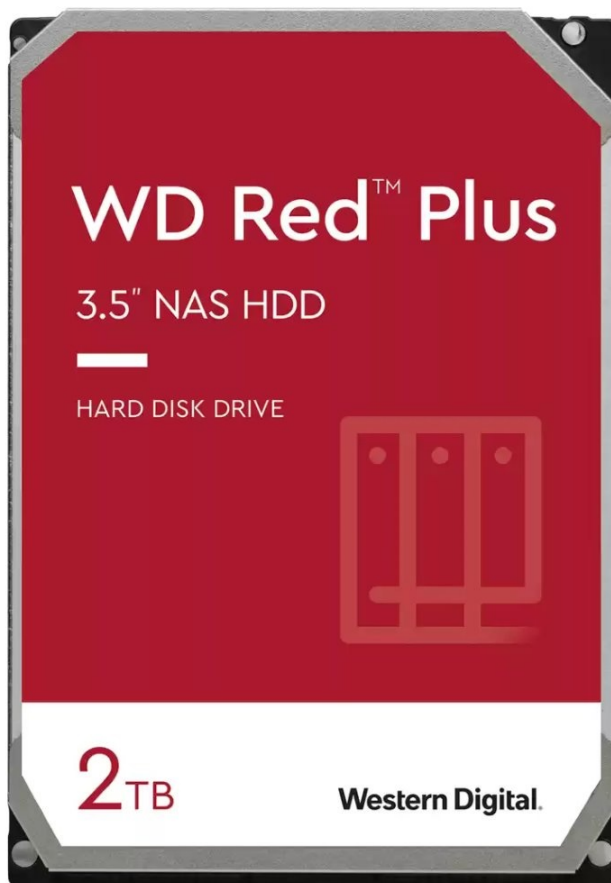 WD Red™ Plus
3.5" NAS HDD
HARD DISK DRIVE
2TB
Western Digital.